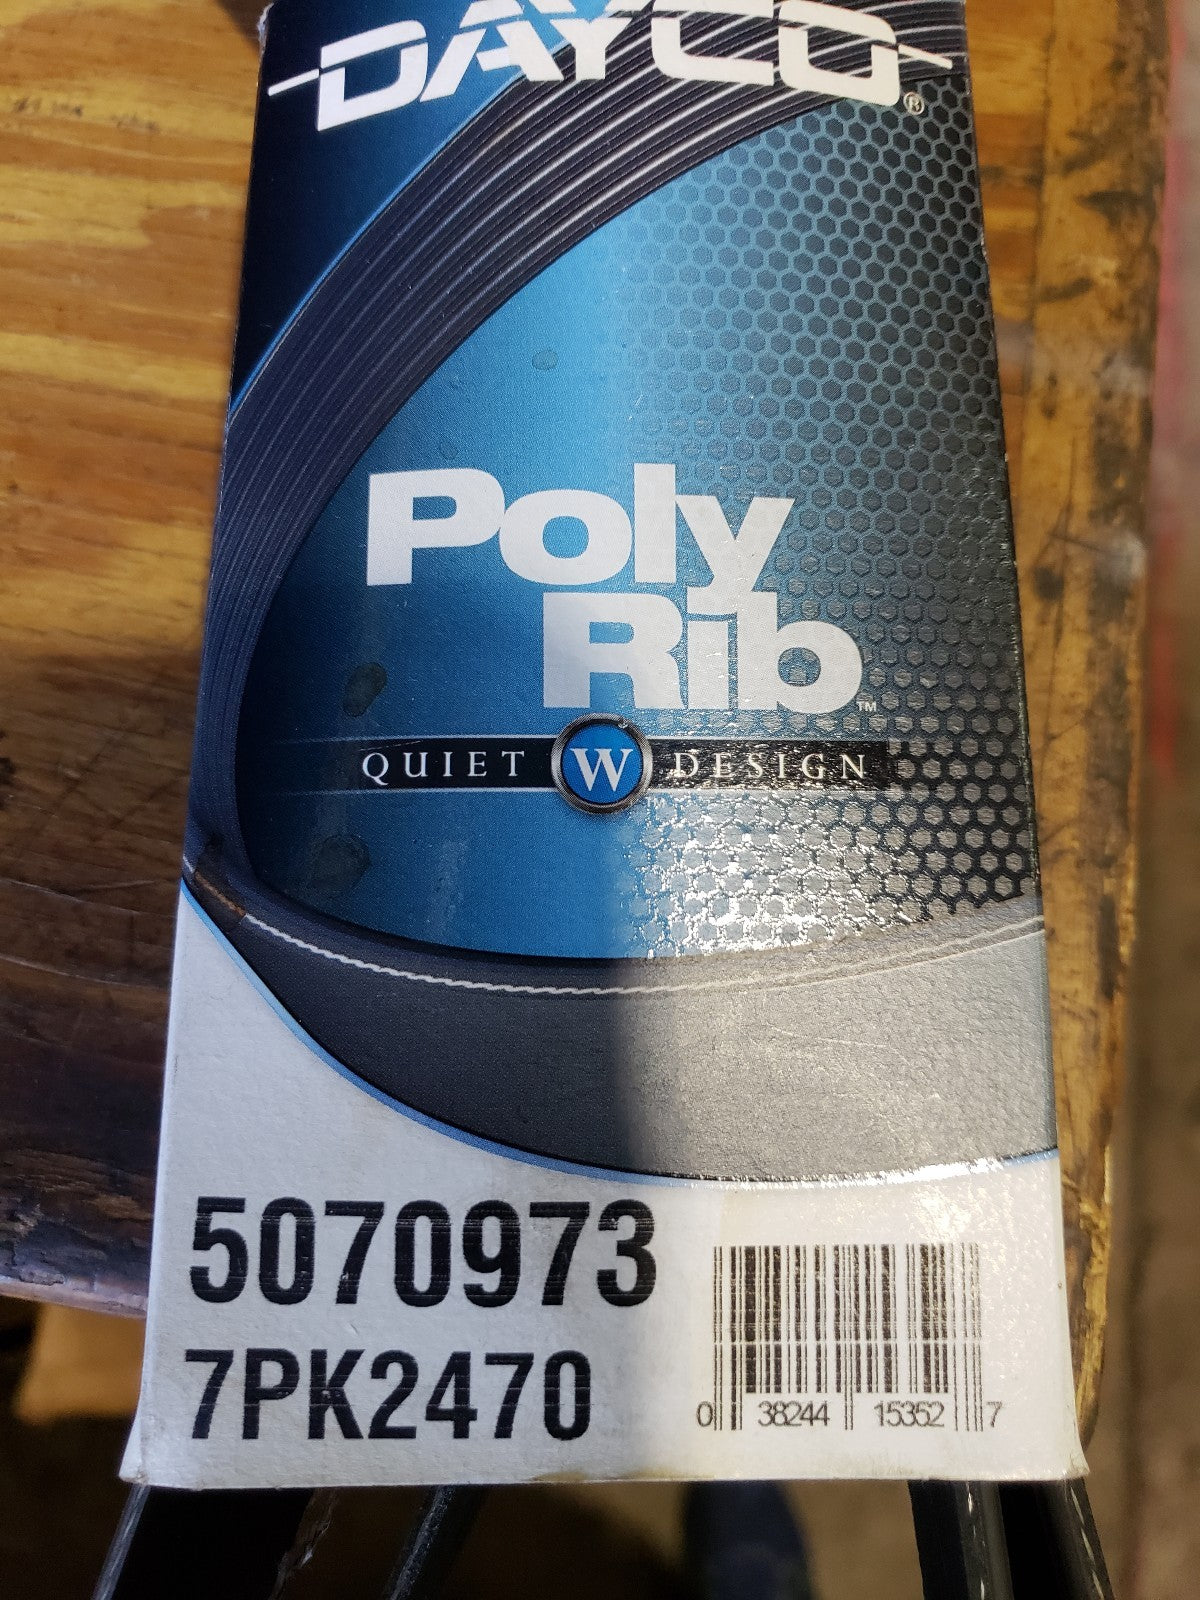 DAYCO®
Poly
Rib™
QUIET W DESIGN
5070973
7PK2470
0 38244 15352 7